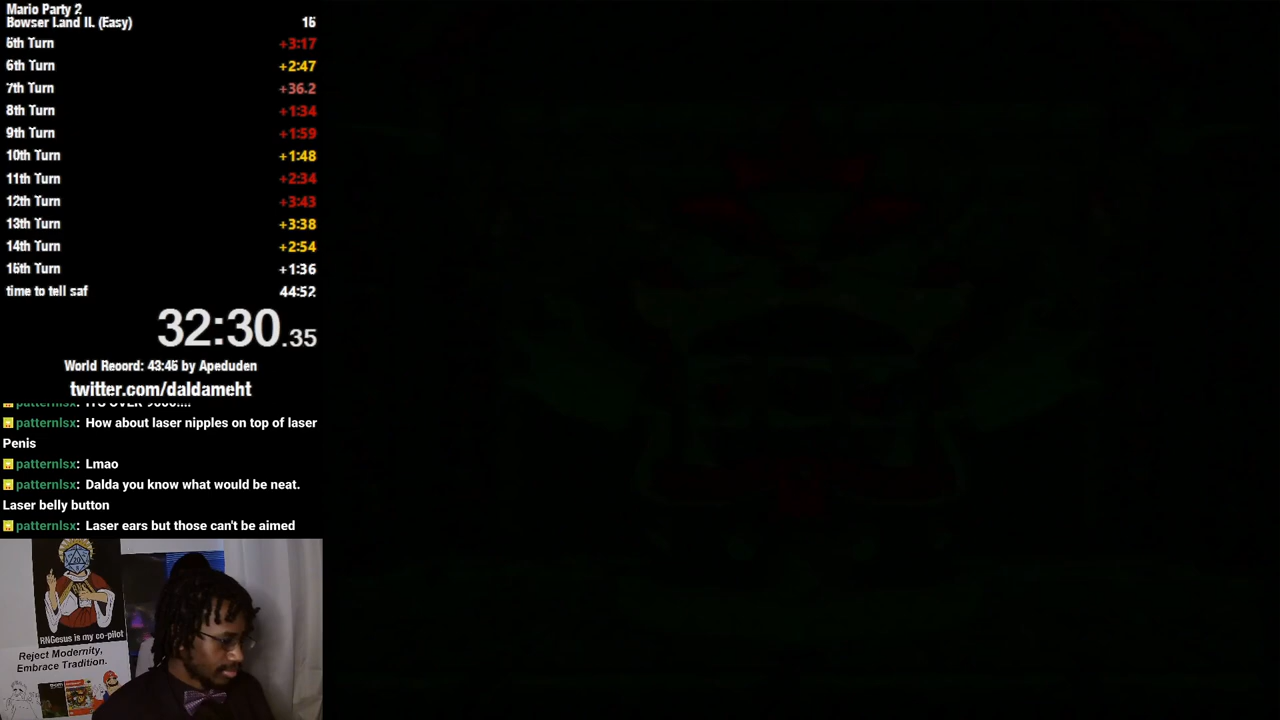 Mario Party 2
Bowser Land II. (Easy) 15
5th Turn +3:17
6th Turn +2:47
7th Turn +36.2
8th Turn +1:34
9th Turn +1:59
10th Turn +1:48
11th Turn +2:34
12th Turn +3:43
13th Turn +3:38
14th Turn +2:54
15th Turn +1:36
time to tell saf 44:52
32:30.35
World Record: 43:45 by Apeduden
twitter.com/daldameht
patternlsx: How about laser nipples on top of laser
Penis
patternlsx: Lmao
patternlsx: Dalda you know what would be neat.
Laser belly button
patternlsx: Laser ears but those can't be aimed
RNGesus is my co-pilot
Reject Modernity,
Embrace Tradition.